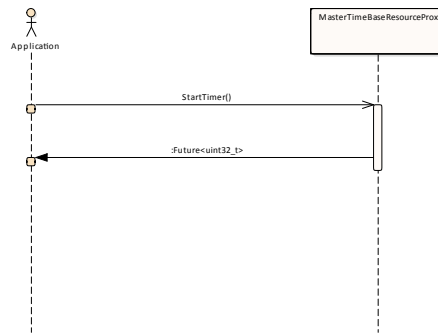 MasterTimeBaseResourceProx
Application
StartTimer()
:Future<uint32_t>